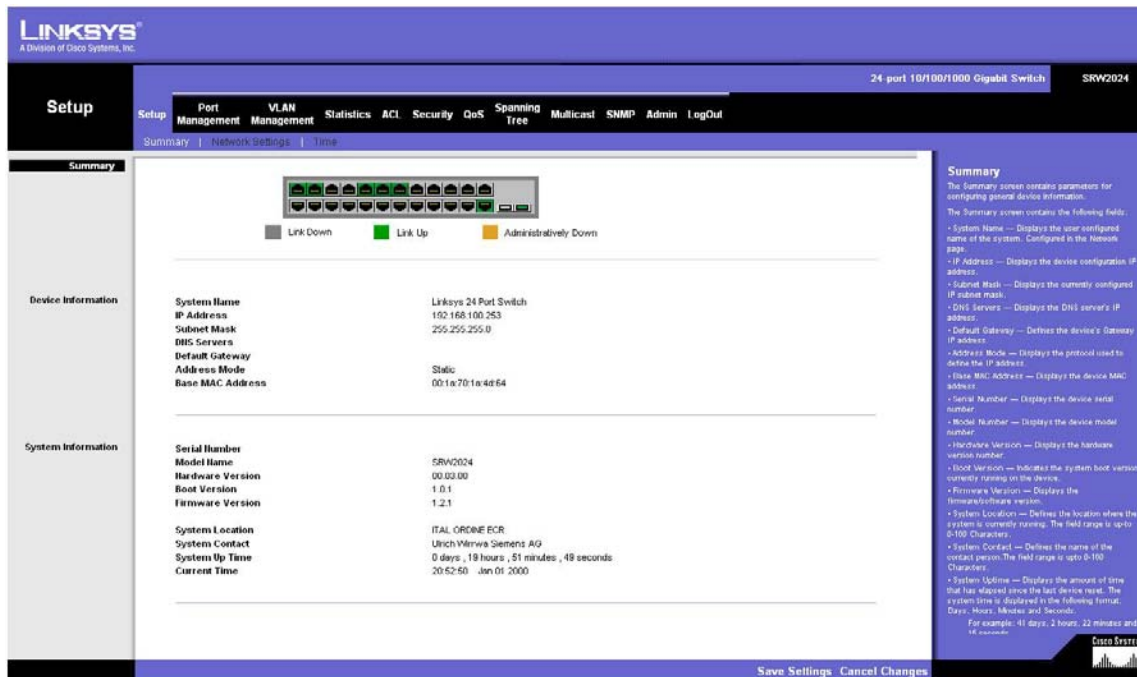 LINKSYS®
A Division of Cisco Systems, Inc.
24-port 10/100/1000 Gigabit Switch
SRW2024
Setup
Setup
Port Management
VLAN Management
Statistics
ACL
Security
QoS
Spanning Tree
Multicast
SNMP
Admin
LogOut
Summary | Network Settings | Time
Summary
Link Down
Link Up
Administratively Down
Device Information
System Name Linksys 24 Port Switch
IP Address 192.168.100.253
Subnet Mask 255.255.255.0
DNS Servers
Default Gateway
Address Mode Static
Base MAC Address 00:1a:70:1a:4d:64
System Information
Serial Number
Model Name SRW2024
Hardware Version 00.03.00
Boot Version 1.0.1
Firmware Version 1.2.1
System Location ITAL ORDINE ECR
System Contact Ulrich Siemens AG
System Up Time 0 days , 19 hours , 51 minutes , 49 seconds
Current Time 20:52:50 Jan 01 2000
Summary
The Summary screen contains parameters for
configuring general device information.
The Summary screen contains the following fields:
• System Name — Displays the user configured
name of the system. Configured in the Network
page.
• IP Address — Displays the device configuration IP
address.
• Subnet Mask — Displays the currently configured
IP subnet mask.
• DNS Servers — Displays the DNS server's IP
address.
• Default Gateway — Defines the device's Gateway
IP address.
• Address Mode — Displays the protocol used to
define the IP address.
• Base MAC Address — Displays the device MAC
address.
• Serial Number — Displays the device serial
number.
• Model Number — Displays the device model
number.
• Hardware Version — Displays the hardware
version number.
• Boot Version — Indicates the system boot version
currently running on the device.
• Firmware Version — Displays the
firmware/software version.
• System Location — Defines the location where the
system is currently running. The field range is up-to
0-160 Characters.
• System Contact — Defines the name of the
contact person.The field range is upto 0-160
Characters.
• System Uptime — Displays the amount of time
that has elapsed since the last device reset. The
system time is displayed in the following format:
Days, Hours, Minutes and Seconds.
For example: 41 days, 2 hours, 22 minutes and
Save Settings
Cancel Changes
CISCO SYSTE